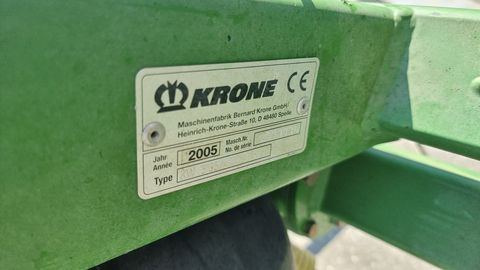 KRONE CE
Maschinenfabrik Bernard Krone GmbH
Heinrich-Krone-Straße 10, D 48480 Spelle
Jahr
Année
2005
Masch.Nr.
No. de série
Type